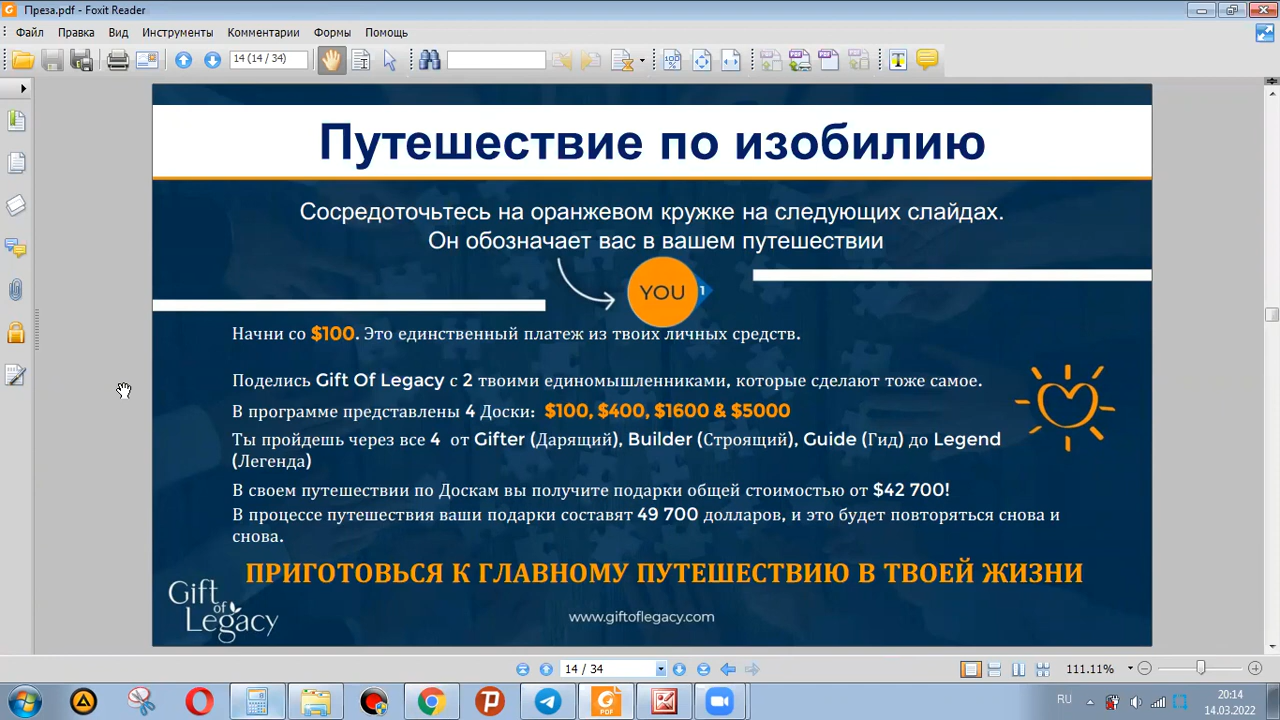 Преза.pdf - Foxit Reader
Файл Правка Вид Инструменты Комментарии Формы Помощь
14 (14 / 34)
Путешествие по изобилию
Сосредоточьтесь на оранжевом кружке на следующих слайдах.
Он обозначает вас в вашем путешествии
YOU 1
Начни со $100. Это единственный платеж из твоих личных средств.
Поделись Gift Of Legacy с 2 твоими единомышленниками, которые сделают тоже самое.
В программе представлены 4 Доски: $100, $400, $1600 & $5000
Ты пройдешь через все 4 от Gifter (Дарящий), Builder (Строящий), Guide (Гид) до Legend
(Легенда)
В своем путешествии по Доскам вы получите подарки общей стоимостью от $42 700!
В процессе путешествия ваши подарки составят 49 700 долларов, и это будет повторяться снова и
снова.
ПРИГОТОВЬСЯ К ГЛАВНОМУ ПУТЕШЕСТВИЮ В ТВОЕЙ ЖИЗНИ
Gift
of
Legacy
www.giftoflegacy.com
14 / 34
111.11%
RU
20:14
14.03.2022